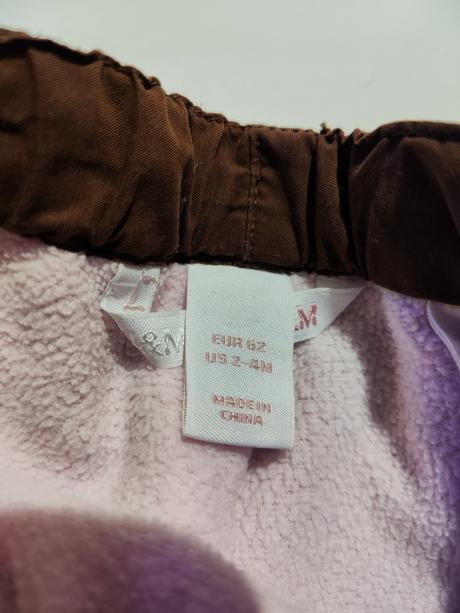 &M
EUR 62
US 2-4M
MADE IN
CHINA
&M